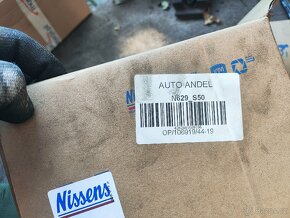 AUTO ANDEL
N629_S50
OP/106919/44-19
Nissens